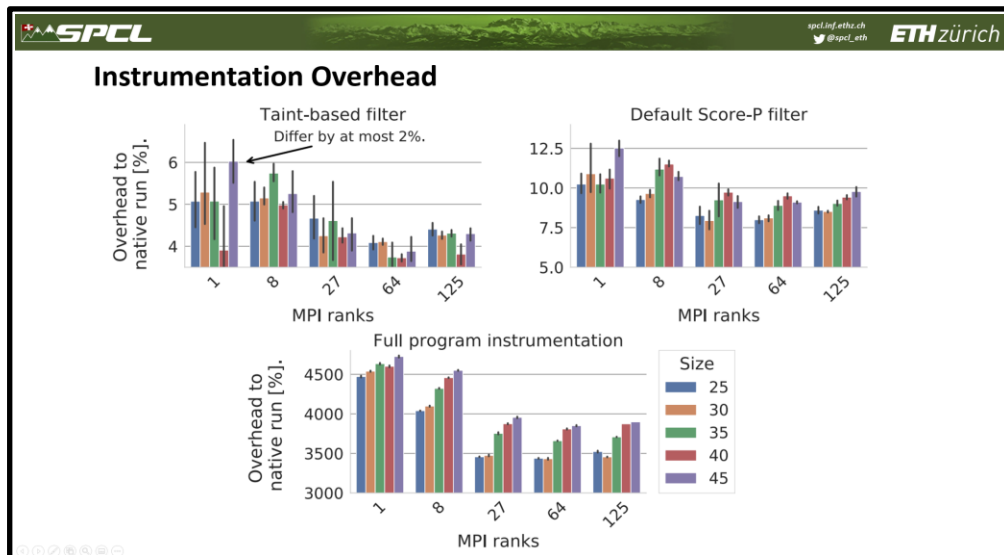 SPCL
spcl.inf.ethz.ch
@spcl_eth
ETH zürich
Instrumentation Overhead
Taint-based filter
Differ by at most 2%.
Overhead to
native run [%].
6
5
4
1
8
27
64
125
MPI ranks
Default Score-P filter
12.5
10.0
7.5
5.0
1
8
27
64
125
MPI ranks
Full program instrumentation
Overhead to
native run [%].
4500
4000
3500
3000
1
8
27
64
125
MPI ranks
Size
25
30
35
40
45